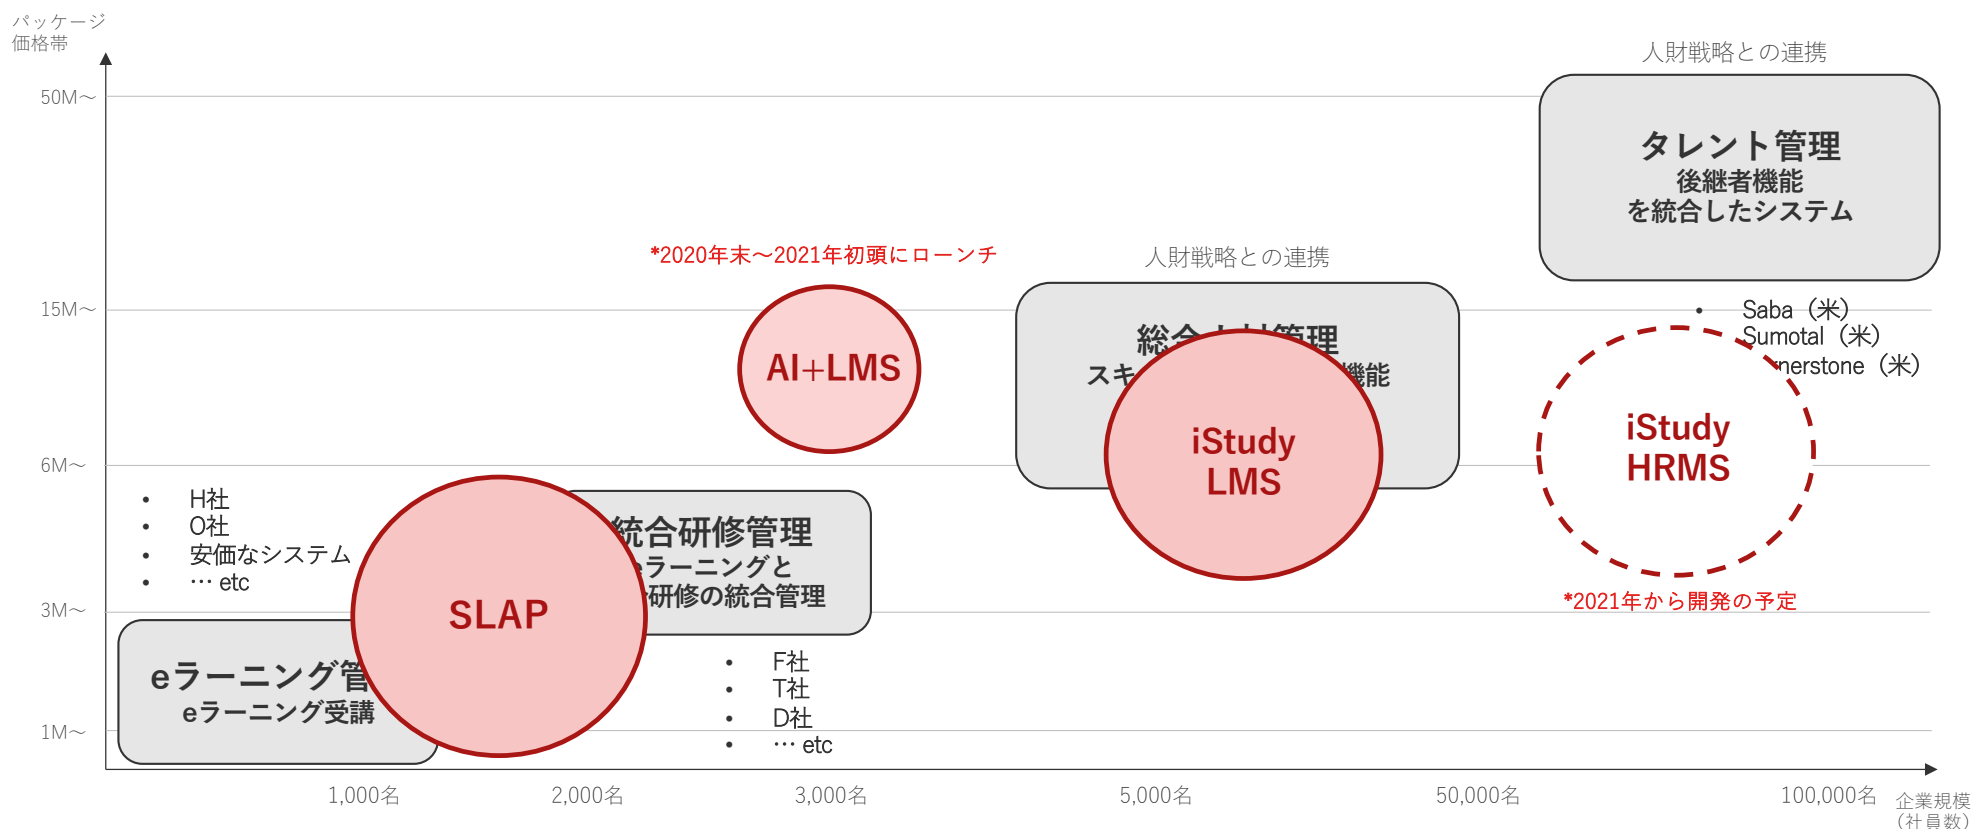 パッケージ
価格帯
50M～
15M～
6M～
3M～
1M～
人財戦略との連携
タレント管理
後継者機能
を統合したシステム
*2020年末～2021年初頭にローンチ
人財戦略との連携
AI+LMS
スキ
機能
管理
iStudy
LMS
• Saba（米）
Sumotal（米）
nerstone（米）
iStudy
HRMS
*2021年から開発の予定
• H社
• O社
• 安価なシステム
• … etc
SLAP
統合研修管理
eラーニングと
研修の統合管理
eラーニング管
eラーニング受講
• F社
• T社
• D社
• … etc
1,000名
2,000名
3,000名
5,000名
50,000名
100,000名
企業規模
（社員数）